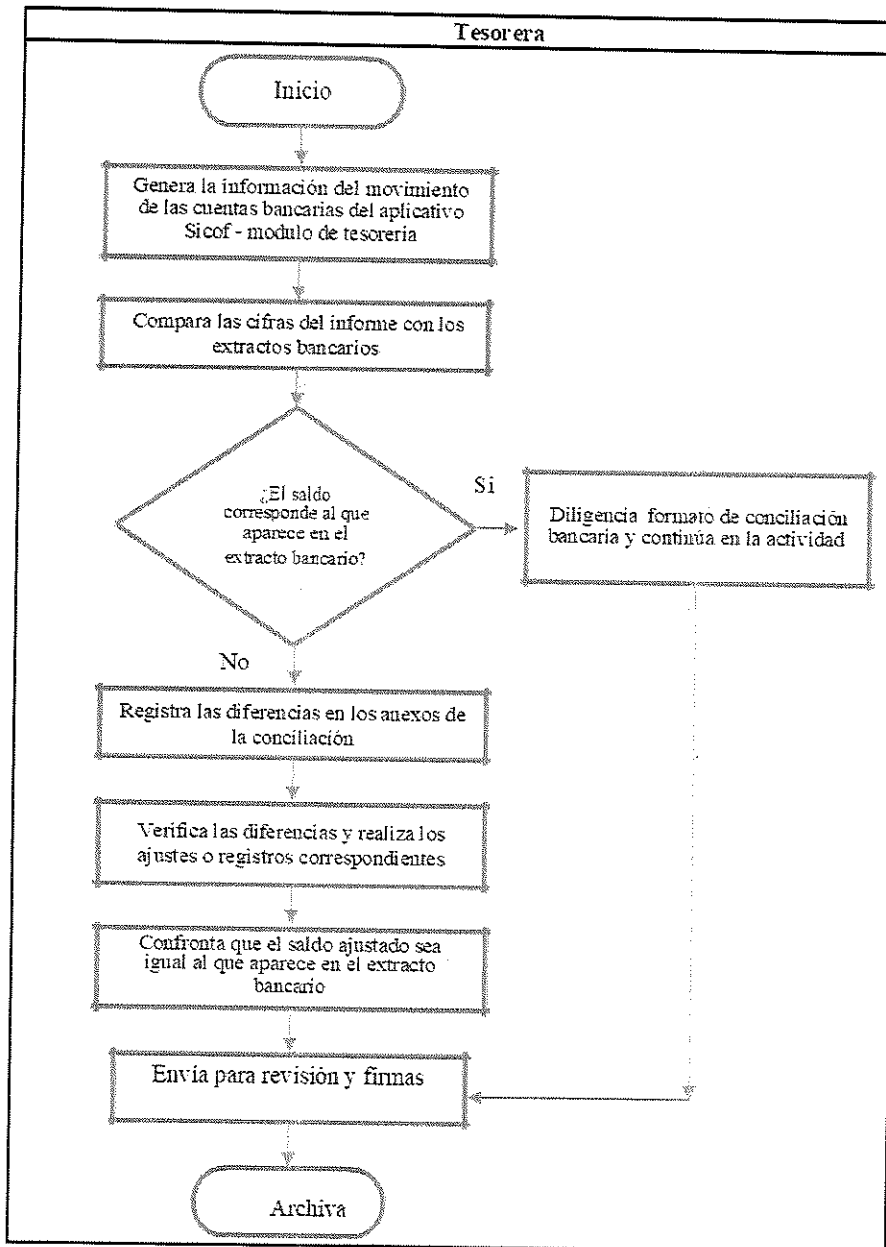 Tesorera
Inicio
Genera la información del movimiento
de las cuentas bancarias del aplicativo
Sicof - modulo de tesoreria
Compara las cifras del informe con los
extractos bancarios
¿El saldo
corresponde al que
aparece en el
extracto bancario?
Si
Diligencia formato de conciliación
bancaria y continúa en la actividad
No
Registra las diferencias en los anexos de
la conciliación
Verifica las diferencias y realiza los
ajustes o registros correspondientes
Confronta que el saldo ajustado sea
igual al que aparece en el extracto
bancario
Envía para revisión y firmas
Archiva